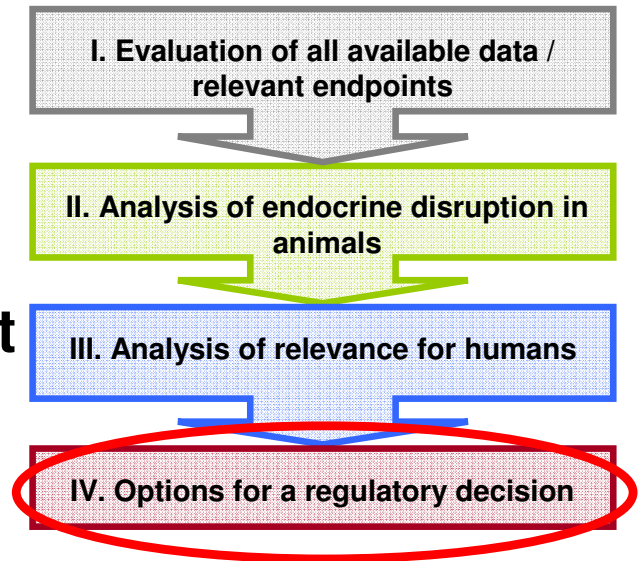 I. Evaluation of all available data /
relevant endpoints
II. Analysis of endocrine disruption in
animals
t
III. Analysis of relevance for humans
IV. Options for a regulatory decision